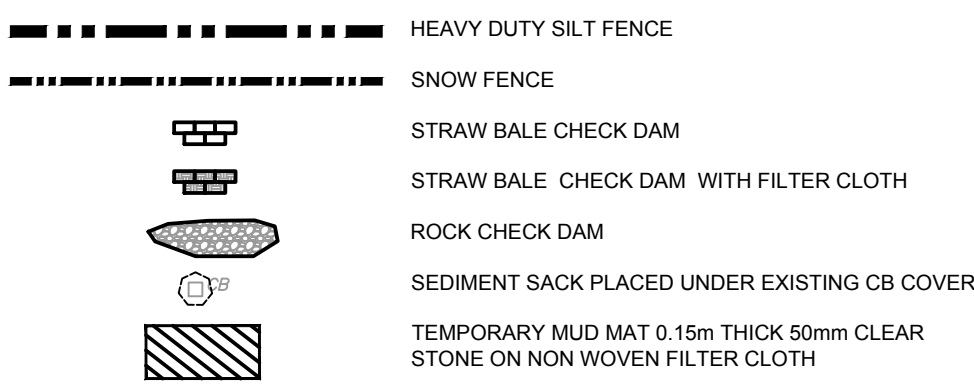 HEAVY DUTY SILT FENCE
SNOW FENCE
STRAW BALE CHECK DAM
STRAW BALE CHECK DAM WITH FILTER CLOTH
ROCK CHECK DAM
CB
SEDIMENT SACK PLACED UNDER EXISTING CB COVER
TEMPORARY MUD MAT 0.15m THICK 50mm CLEAR
STONE ON NON WOVEN FILTER CLOTH